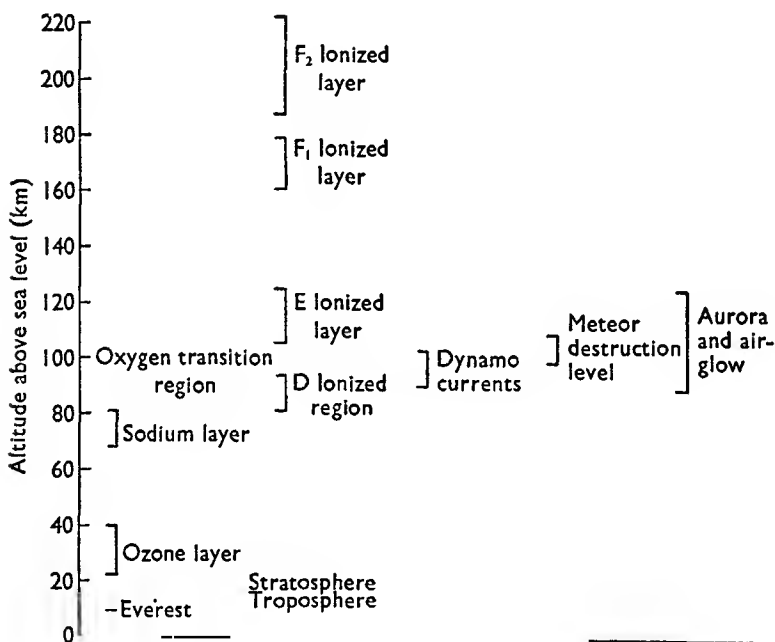 Altitude above sea level (km)
220
200
180
160
140
120
100
80
60
40
20
0
F₂ Ionized
layer
F₁ Ionized
layer
E Ionized
layer
Oxygen transition
region
D Ionized
region
Dynamo
currents
Meteor
destruction
level
Aurora
and air-
glow
Sodium layer
Ozone layer
Stratosphere
Troposphere
Everest